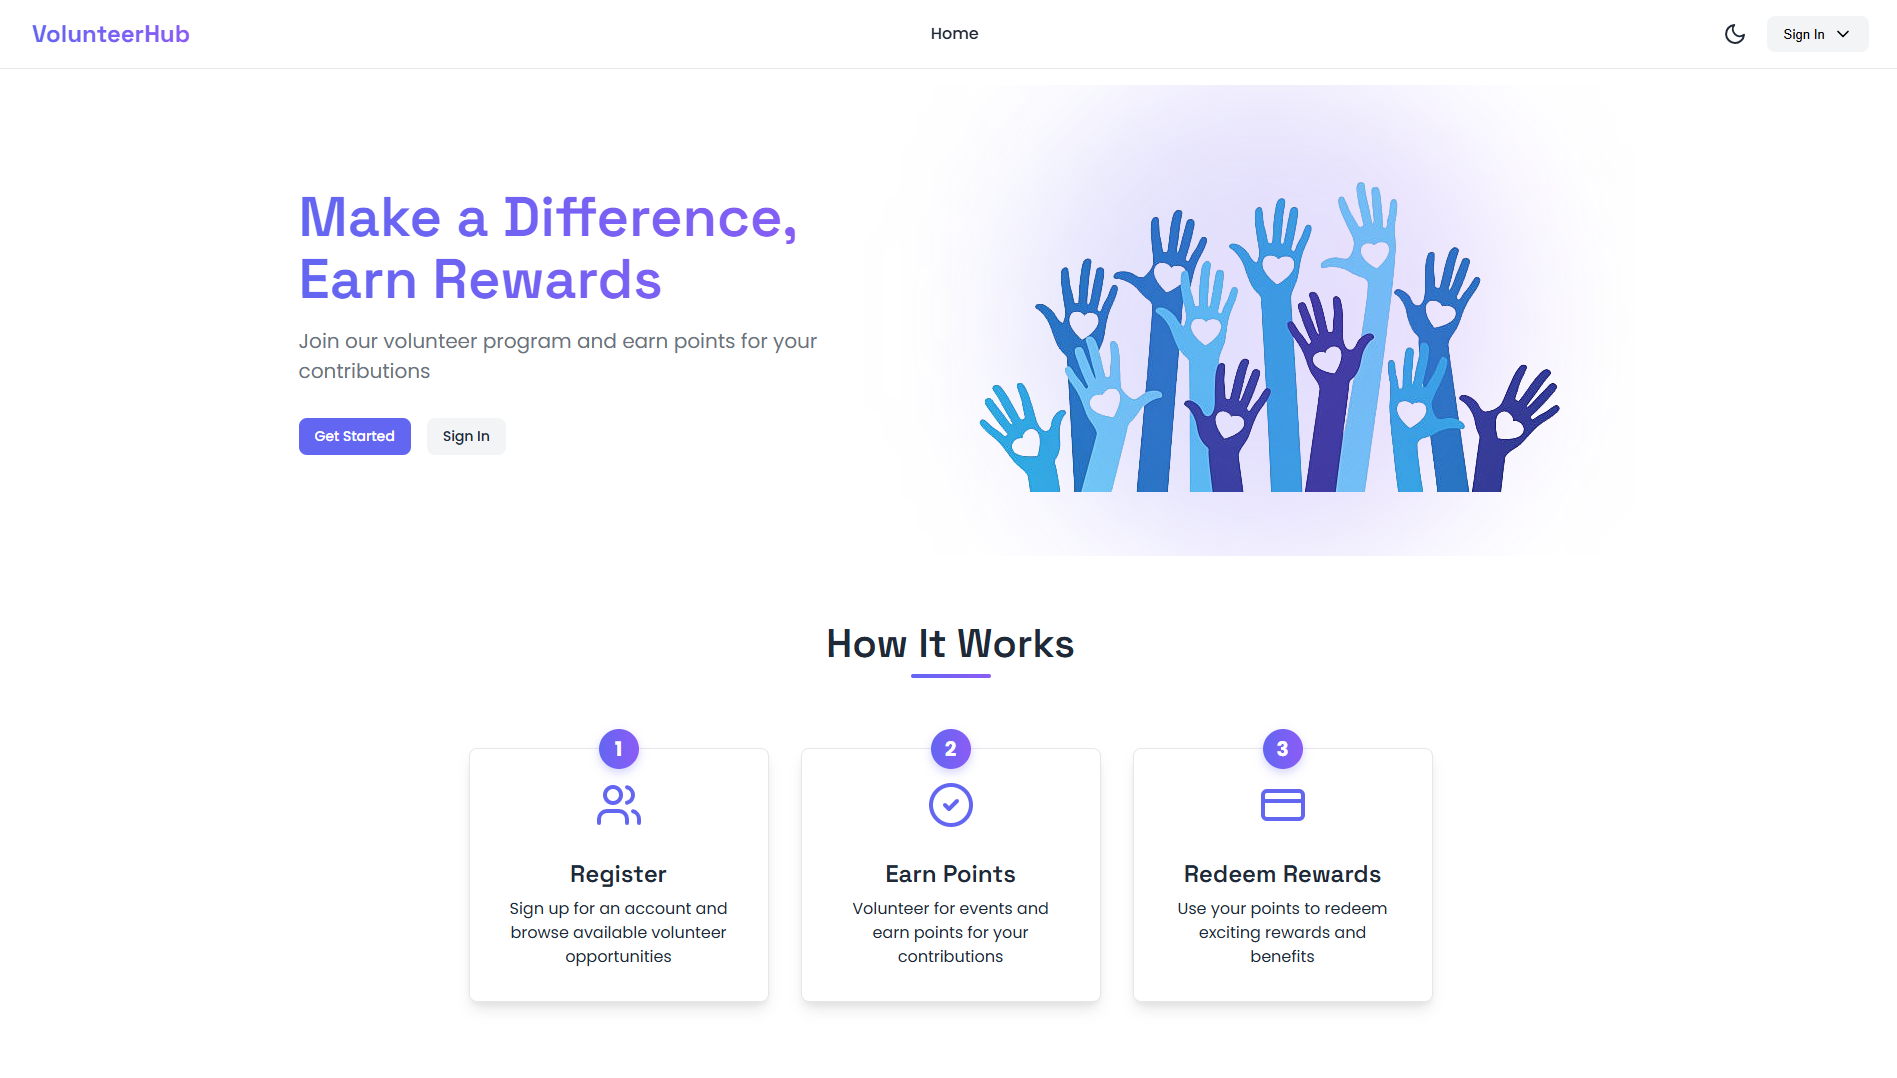 VolunteerHub
Home
Sign In
Make a Difference,
Earn Rewards
Join our volunteer program and earn points for your
contributions
Get Started
Sign In
How It Works
1
Register
Sign up for an account and
browse available volunteer
opportunities
2
Earn Points
Volunteer for events and
earn points for your
contributions
3
Redeem Rewards
Use your points to redeem
exciting rewards and
benefits